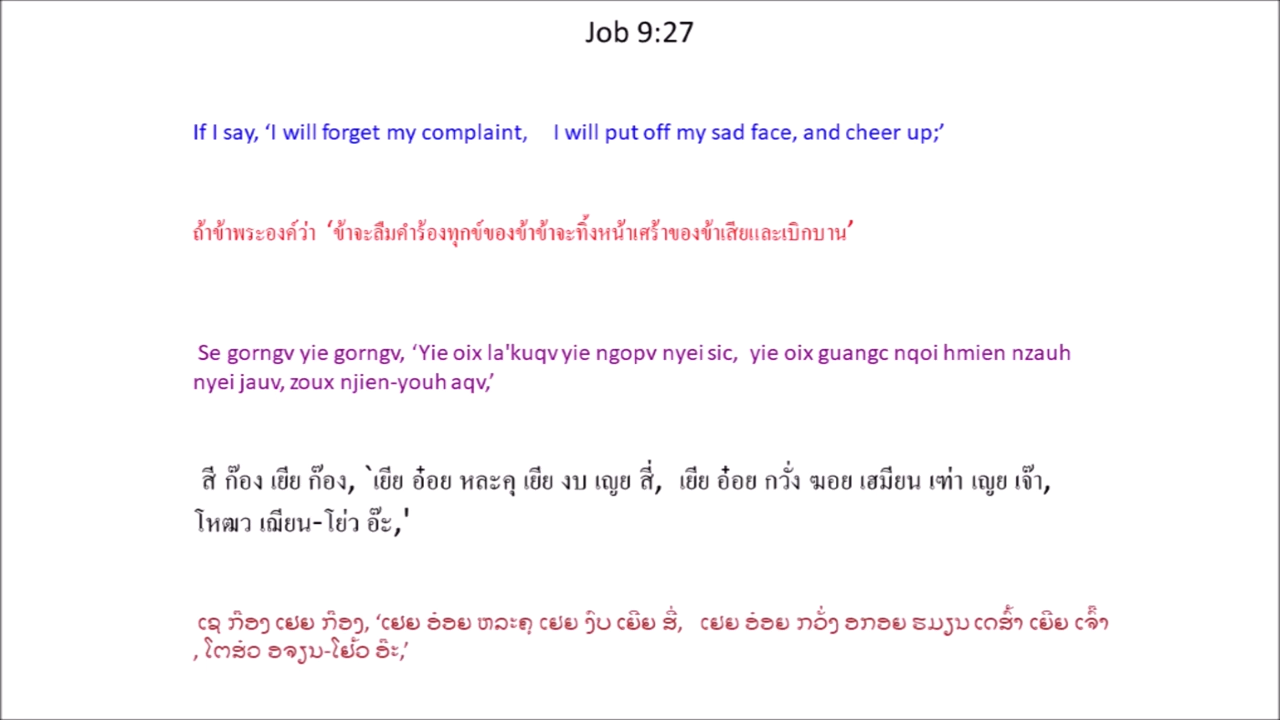 Job 9:27
If I say, ‘I will forget my complaint, I will put off my sad face, and cheer up;’
ถ้าข้าพระองค์ว่า ‘ข้าจะลืมคำร้องทุกข์ของข้าข้าจะทิ้งหน้าเศร้าของข้าเสียและเบิกบาน’
Se gorngv yie gorngv, ‘Yie oix la'kuqv yie ngopv nyei sic, yie oix guangc nqoi hmien nzauh
nyei jauv, zoux njien-youh aqv,’
สี ก๊อง เยีย ก๊อง, `เยีย อ๋อย หละคุ เยีย งบ เญย สี่, เยีย อ๋อย กวั่ง ฆอย เฮมียน เฑ่า เญย เจ๊า,
โหฒว เฌียน-โย่ว อ๊ะ,'
ເຊ ກ໊ອງ ເຢຍ ກ໊ອງ, ‘ເຢຍ ອ໋ອຍ ຫລະຄຸ ເຢຍ ງົບ ເຍີຍ ສີ່, ເຢຍ ອ໋ອຍ ກວັ່ງ ອກອຍ ຮມຽນ ເດສົ້າ ເຍີຍ ເຈົ໊າ
, ໂຕສ໋ວ ອຈຽນ-ໂຢ້ວ ອ໊ະ,’